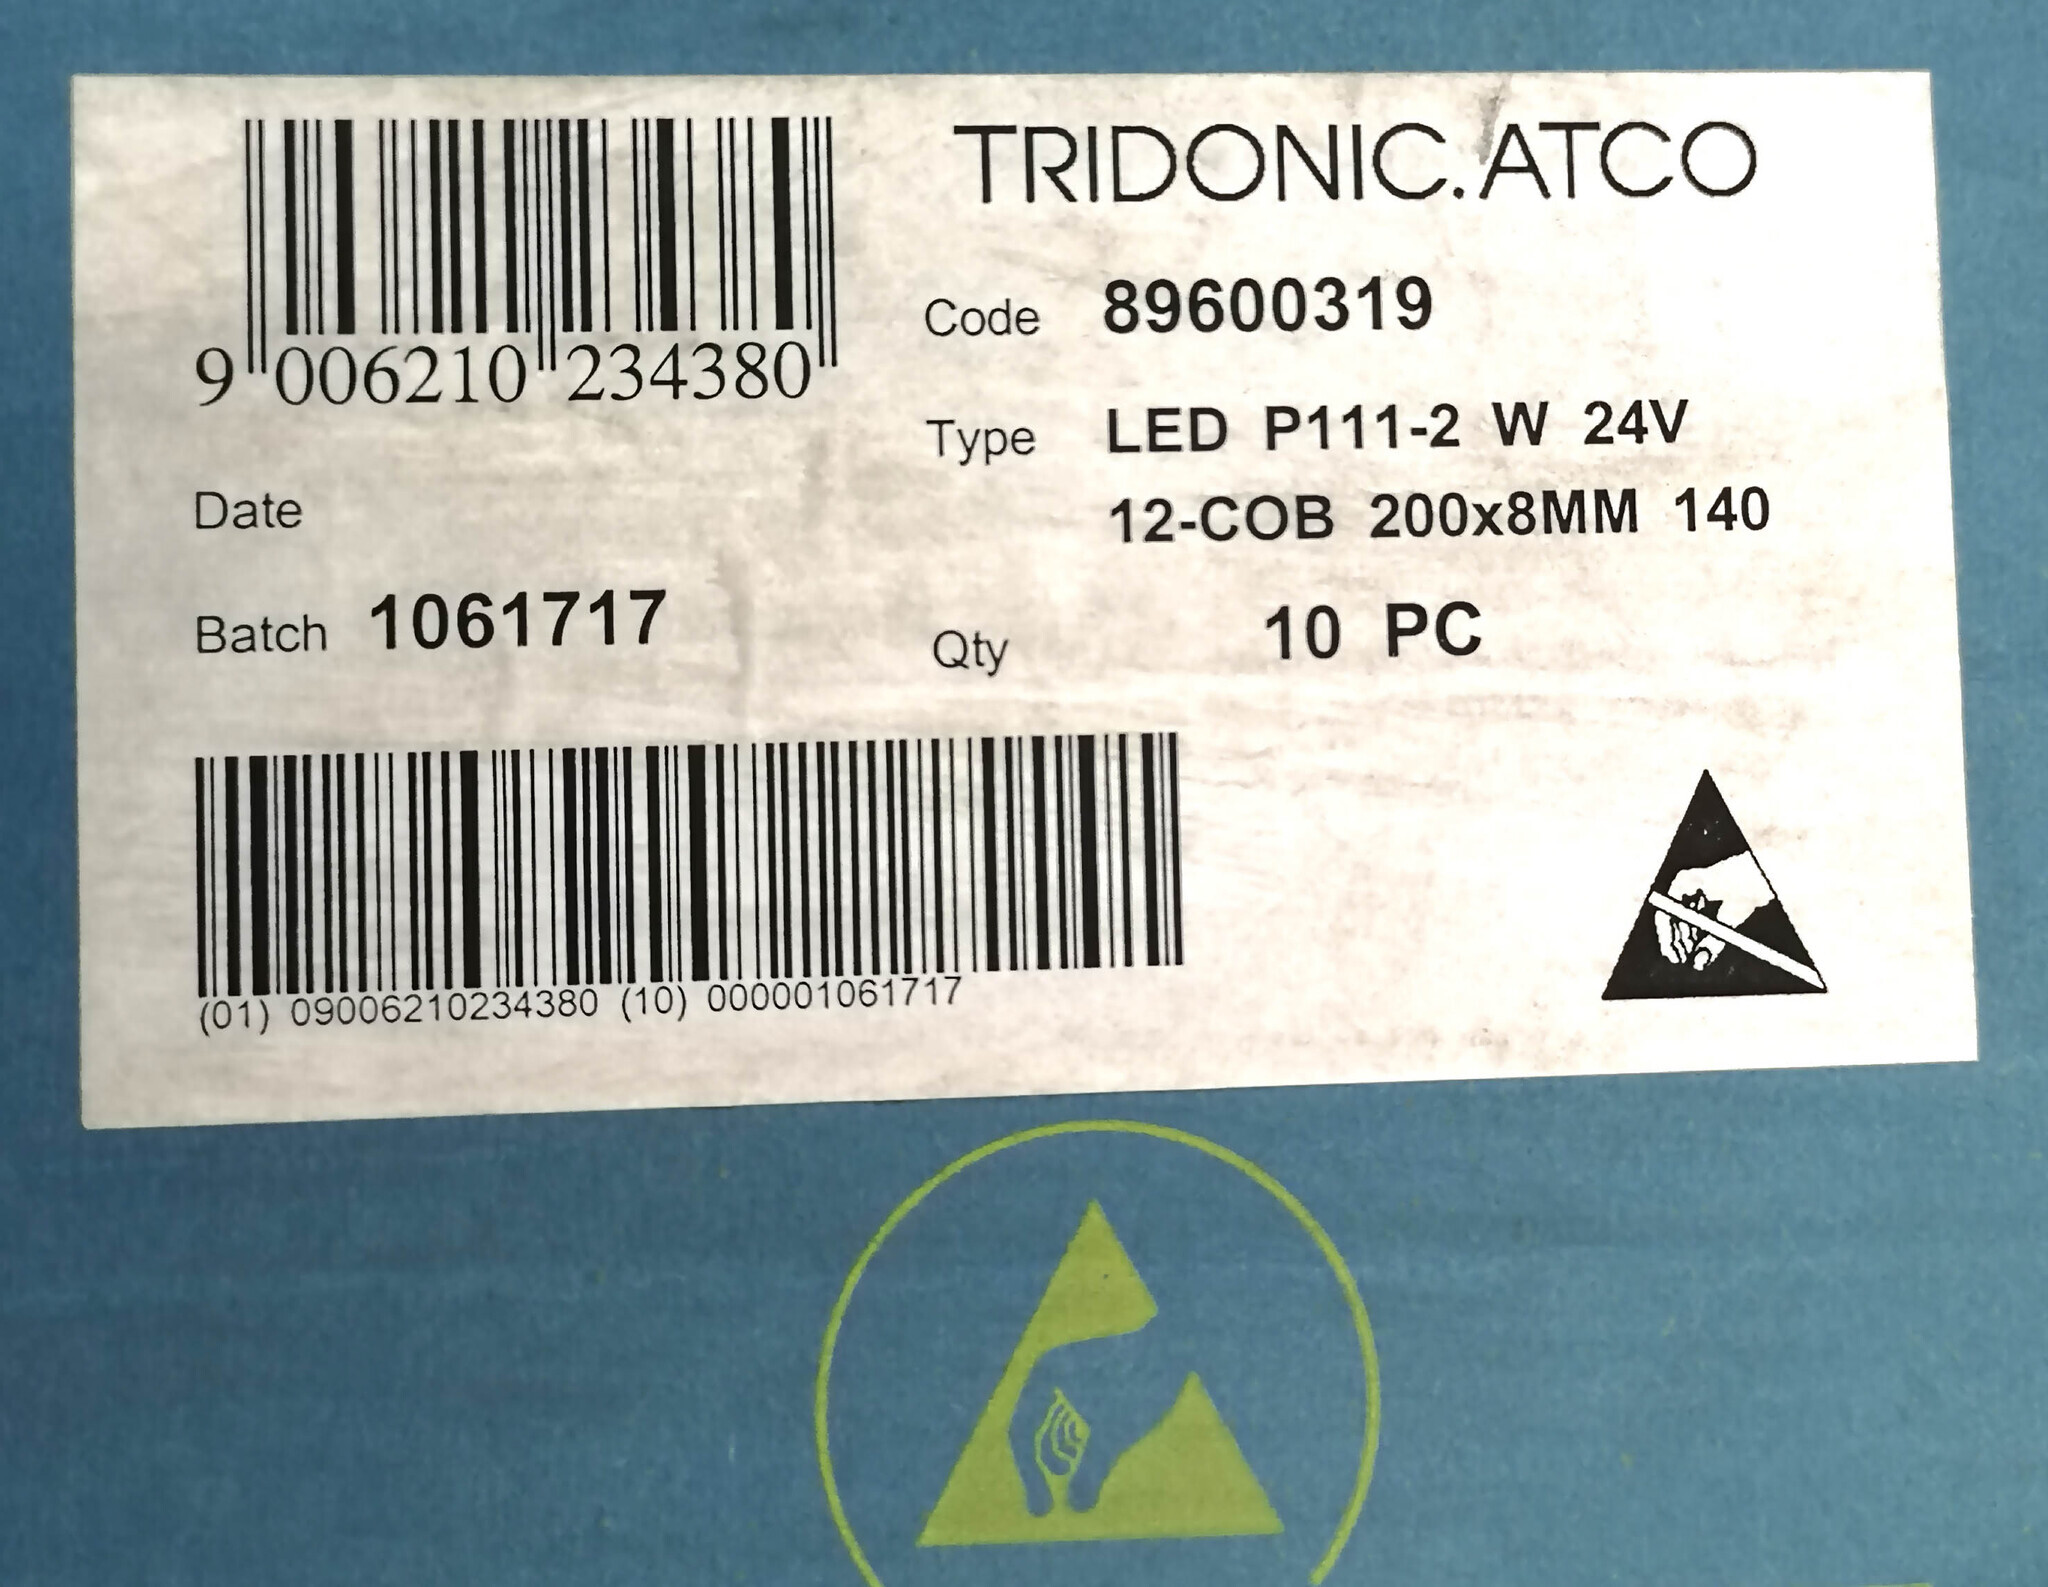 TRIDONIC.ATCO
9 006210 234380
Code 89600319
Type LED P111-2 W 24V
12-COB 200x8MM 140
Date
Batch 1061717
Qty 10 PC
(01) 09006210234380 (10) 000001061717